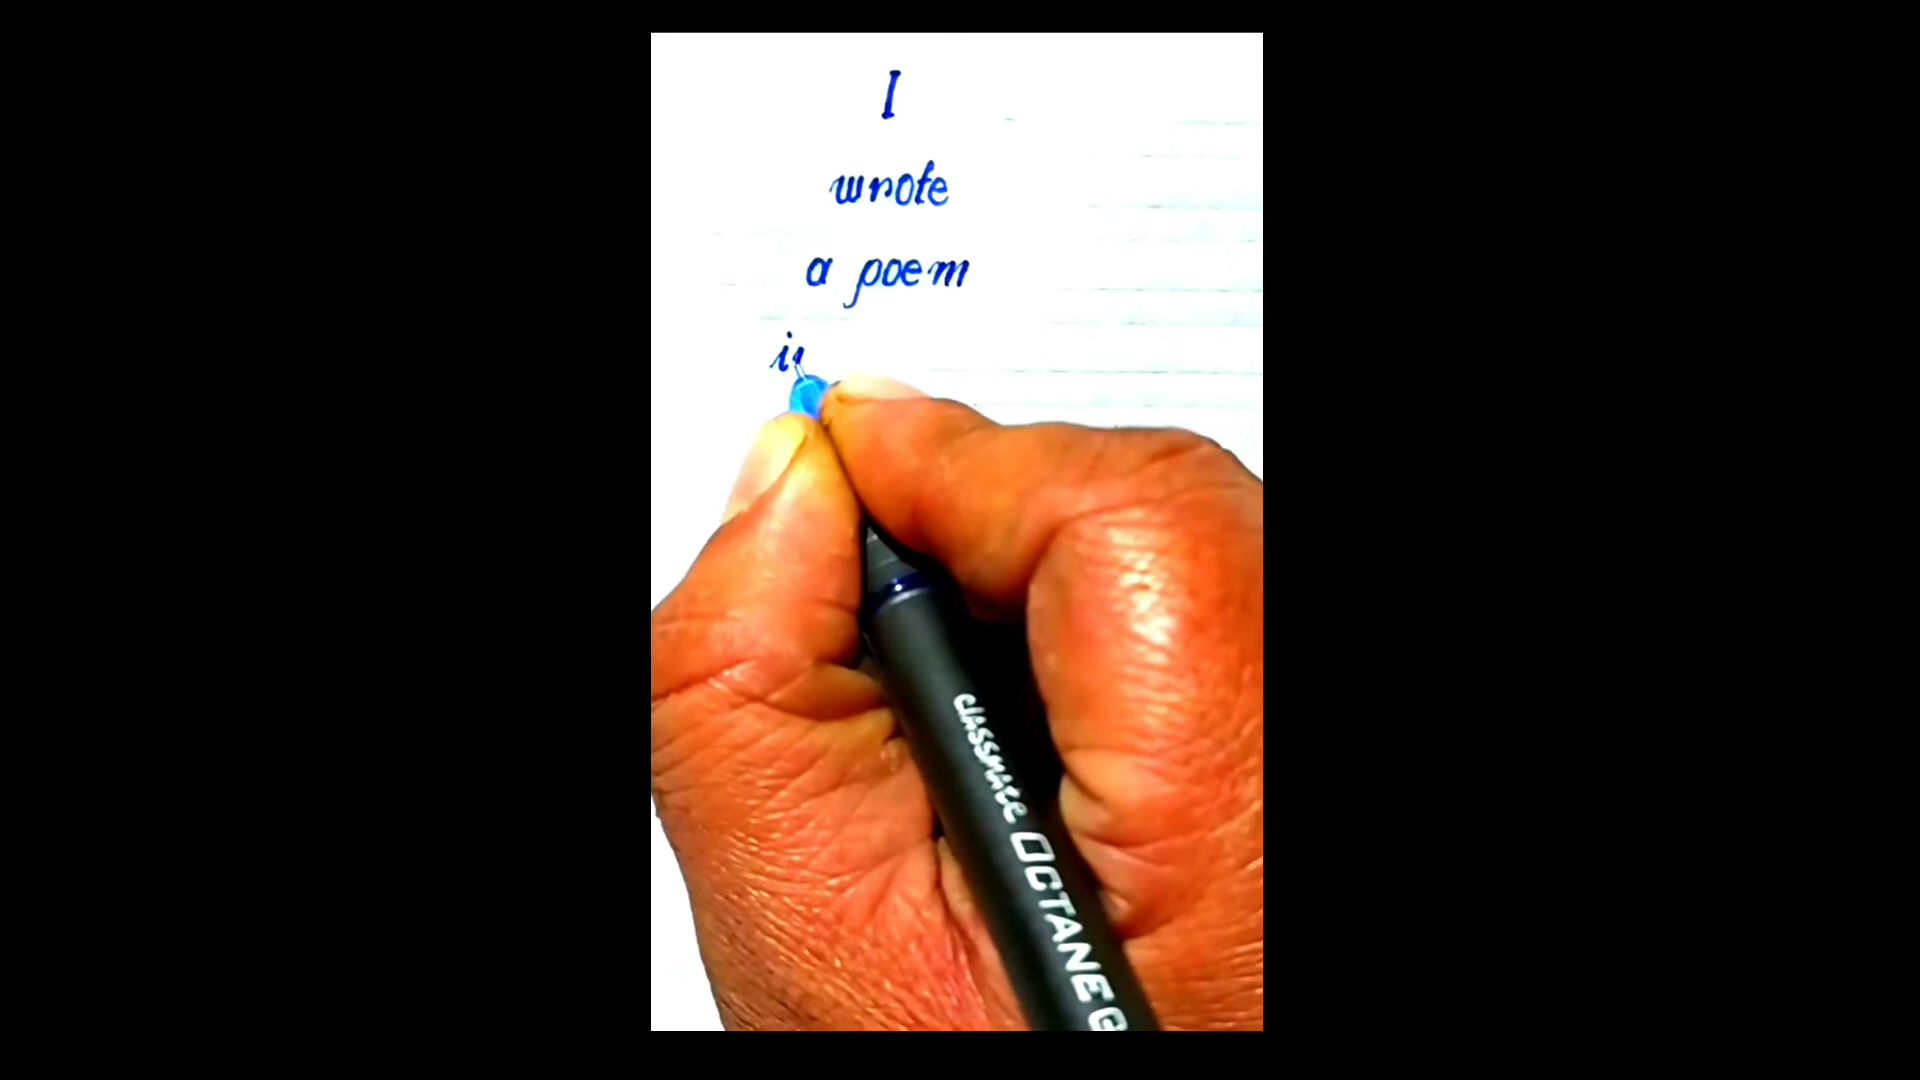 I
wrote
a poem
i
classmate OCTANE